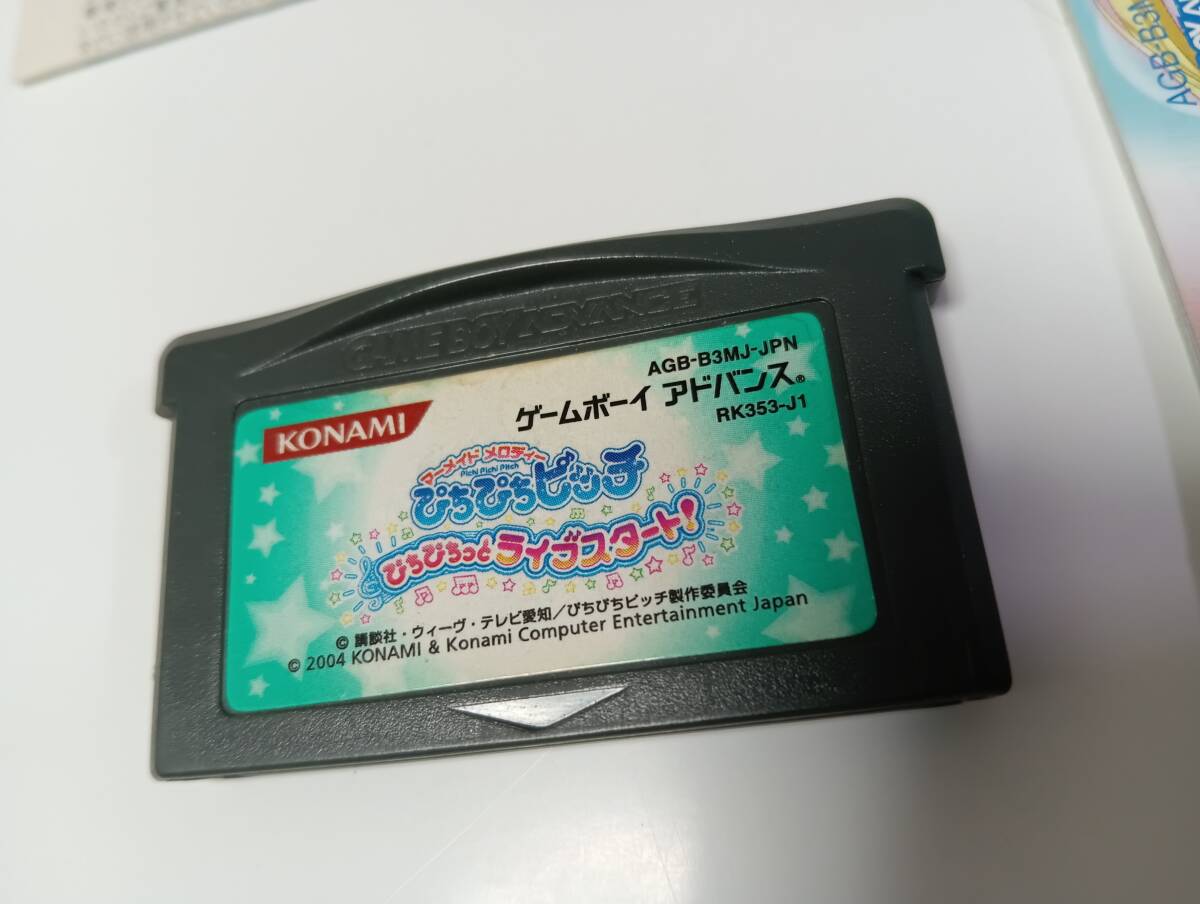 GAME BOY ADVANCE
AGB-B3MJ-JPN
KONAMI
ゲームボーイ アドバンス®
RK353-J1
マーメイド メロディー
Pichi Pichi Pitch
ぴちぴちピッチ
ぴちぴちっと ライブスタート!
© 講談社・ウィーヴ・テレビ愛知/ぴちぴちピッチ製作委員会
© 2004 KONAMI & Konami Computer Entertainment Japan
AGB-B3M